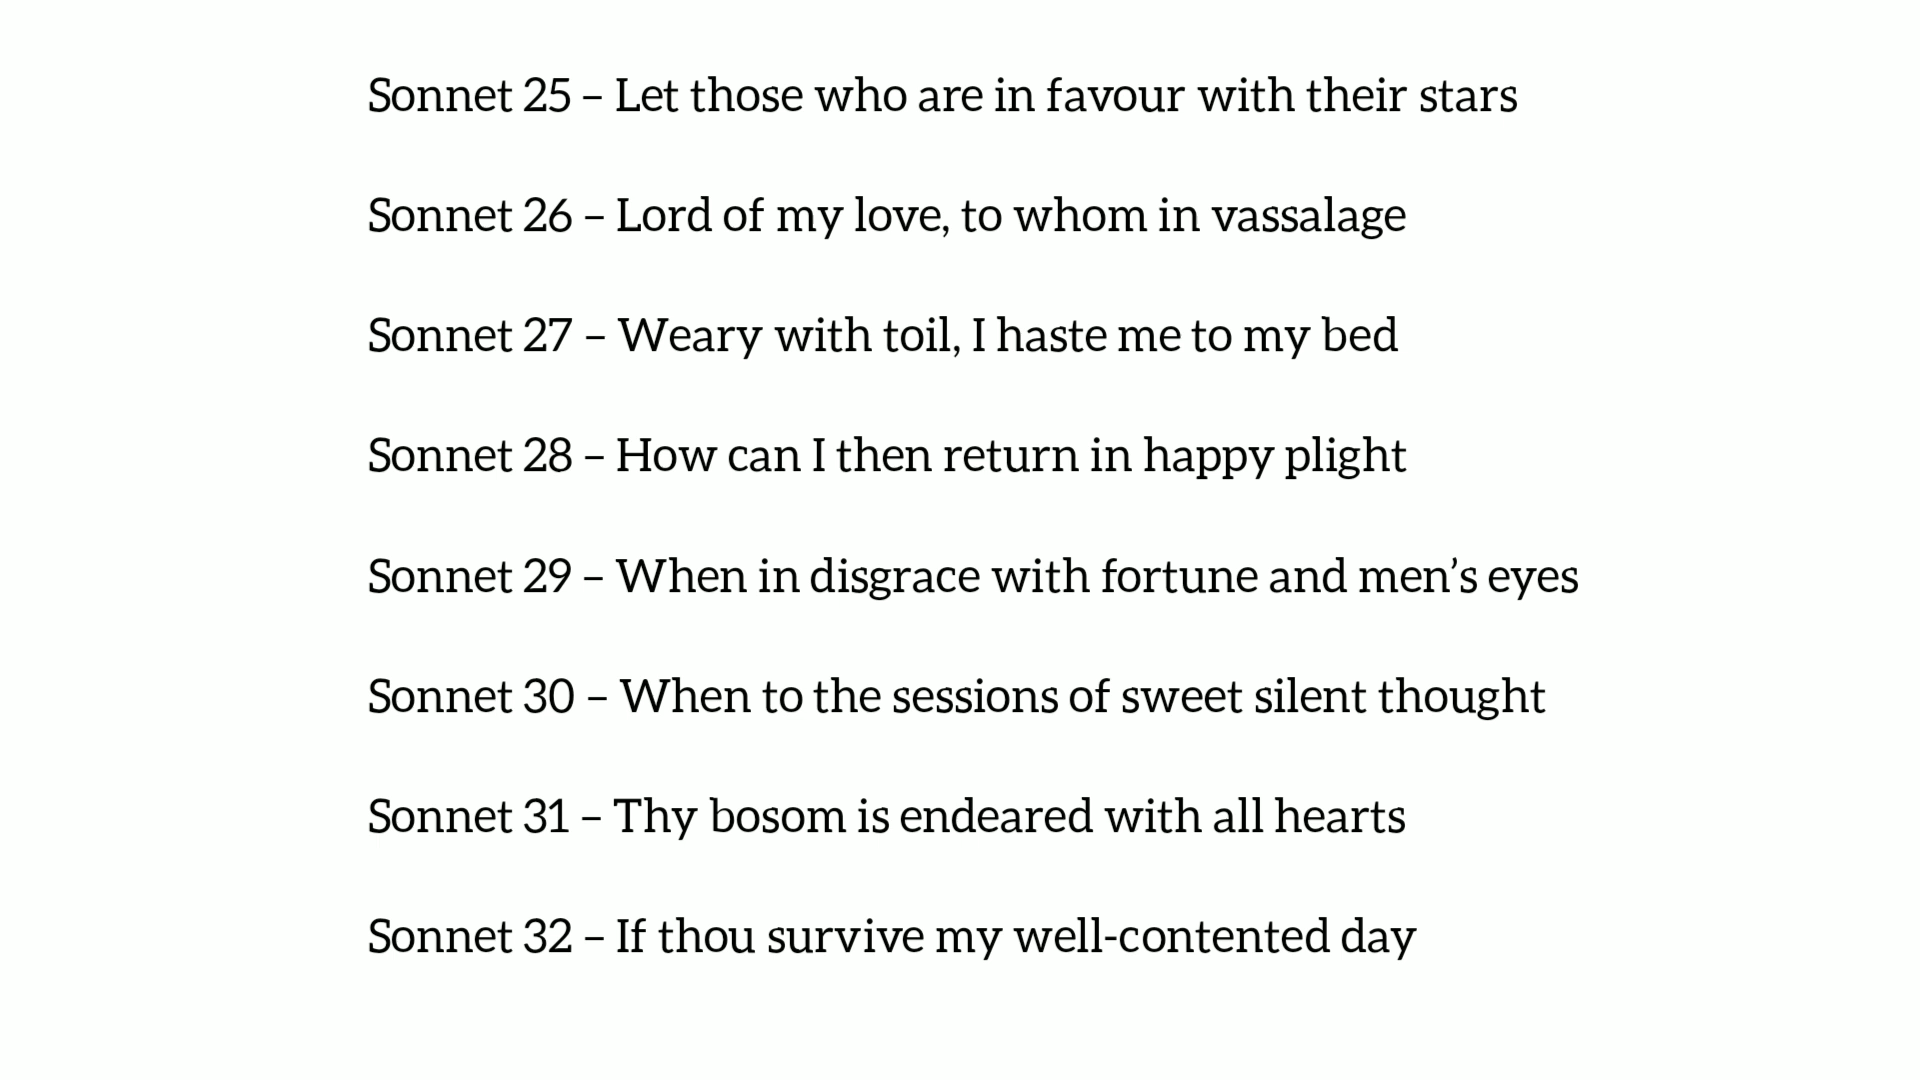 Sonnet 25 – Let those who are in favour with their stars
Sonnet 26 – Lord of my love, to whom in vassalage
Sonnet 27 – Weary with toil, I haste me to my bed
Sonnet 28 – How can I then return in happy plight
Sonnet 29 – When in disgrace with fortune and men’s eyes
Sonnet 30 – When to the sessions of sweet silent thought
Sonnet 31 – Thy bosom is endeared with all hearts
Sonnet 32 – If thou survive my well-contented day